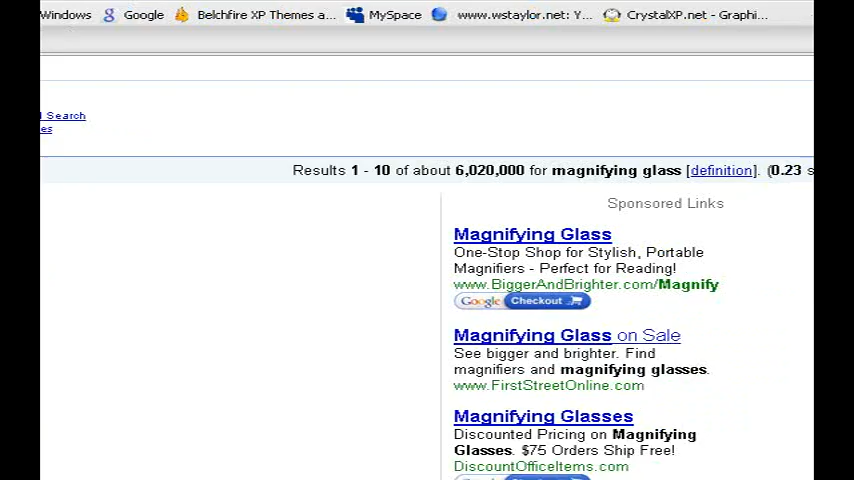 Windows Google Belchfire XP Themes a... MySpace www.wstaylor.net: Y... CrystalXP.net - Graphi...
Search
es
Results 1 - 10 of about 6,020,000 for magnifying glass [definition]. (0.23 s
Sponsored Links
Magnifying Glass
One-Stop Shop for Stylish, Portable
Magnifiers - Perfect for Reading!
www.BiggerAndBrighter.com/Magnify
Google Checkout
Magnifying Glass on Sale
See bigger and brighter. Find
magnifiers and magnifying glasses.
www.FirstStreetOnline.com
Magnifying Glasses
Discounted Pricing on Magnifying
Glasses. $75 Orders Ship Free!
DiscountOfficeItems.com